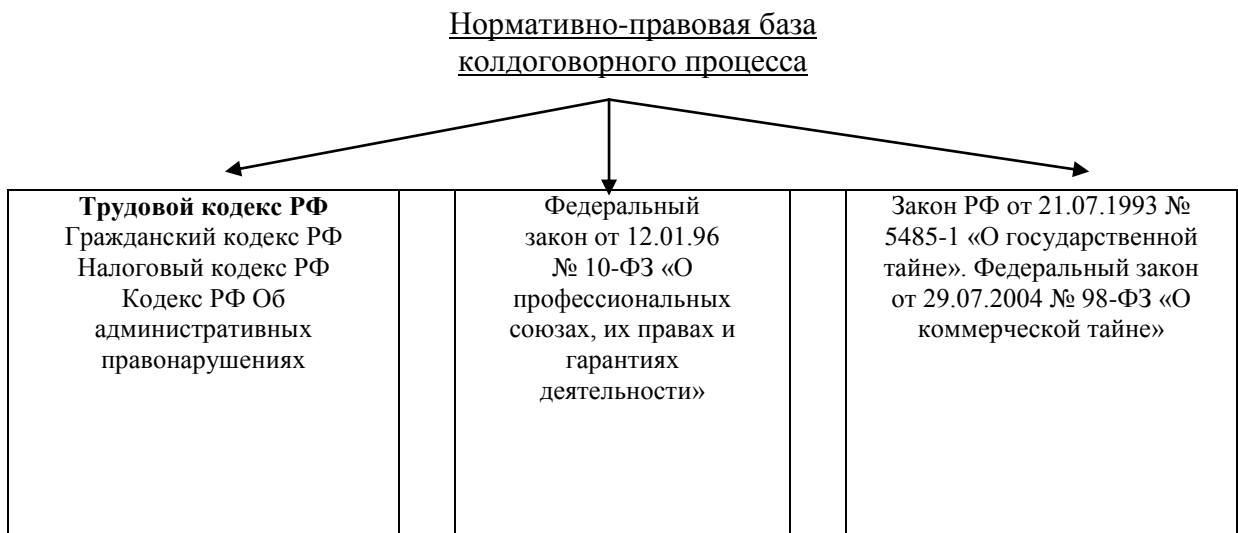 Нормативно-правовая база
колдоговорного процесса
Трудовой кодекс РФ
Гражданский кодекс РФ
Налоговый кодекс РФ
Кодекс РФ Об
административных
правонарушениях
Федеральный
закон от 12.01.96
№ 10-ФЗ «О
профессиональных
союзах, их правах и
гарантиях
деятельности»
Закон РФ от 21.07.1993 №
5485-1 «О государственной
тайне». Федеральный закон
от 29.07.2004 № 98-ФЗ «О
коммерческой тайне»